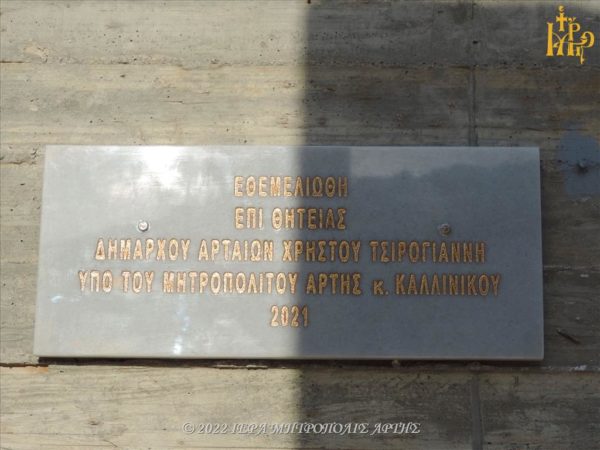 ΕΘΕΜΕΛΙΩΘΗ
ΕΠΙ ΘΗΤΕΙΑΣ
ΔΗΜΑΡΧΟΥ ΑΡΤΑΙΩΝ ΧΡΗΣΤΟΥ ΤΣΙΡΟΓΙΑΝΝΗ
ΥΠΟ ΤΟΥ ΜΗΤΡΟΠΟΛΙΤΟΥ ΑΡΤΗΣ κ. ΚΑΛΛΙΝΙΚΟΥ
2021
© 2022 ΙΕΡΑ ΜΗΤΡΟΠΟΛΙΣ ΑΡΤΗΣ